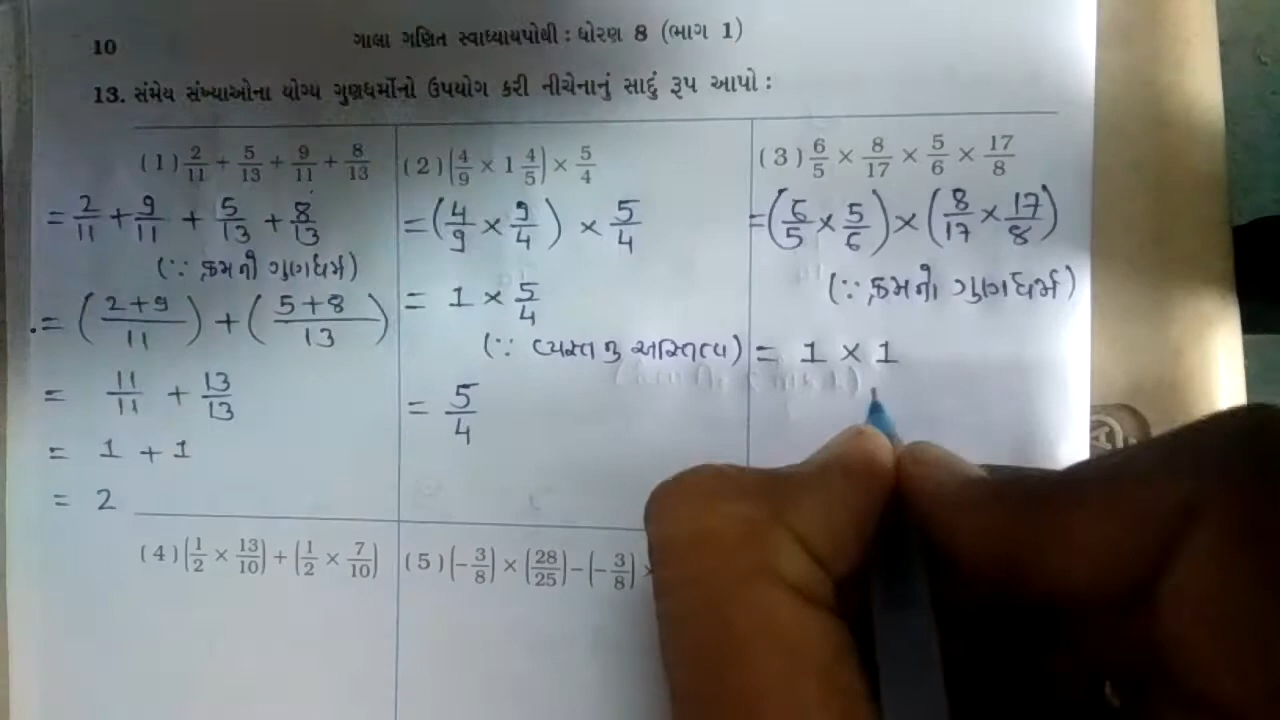 10
ગાલા ગણિત સ્વાધ્યાયપોથી : ધોરણ 8 (ભાગ 1)
13. સંમેય સંખ્યાઓના યોગ્ય ગુણધર્મોનો ઉપયોગ કરી નીચેનાનું સાદું રૂપ આપો :
(1) 2/11 + 5/13 + 9/11 + 8/13
= 2/11 + 9/11 + 5/13 + 8/13
(∵ ક્રમનો ગુણધર્મ)
= (2+9/11) + (5+8/13)
= 11/11 + 13/13
= 1 + 1
= 2
(2) (4/9 × 1 4/5) × 5/4
= (4/9 × 9/4) × 5/4
= 1 × 5/4
(∵ વ્યસ્તનુ અસ્તિત્વ)
= 5/4
(3) 6/5 × 8/17 × 5/6 × 17/8
= (6/5 × 5/6) × (8/17 × 17/8)
(∵ ક્રમનો ગુણધર્મ)
= 1 × 1
(4) (1/2 × 13/10) + (1/2 × 7/10)
(5) (-3/8) × (28/25) - (-3/8) ×